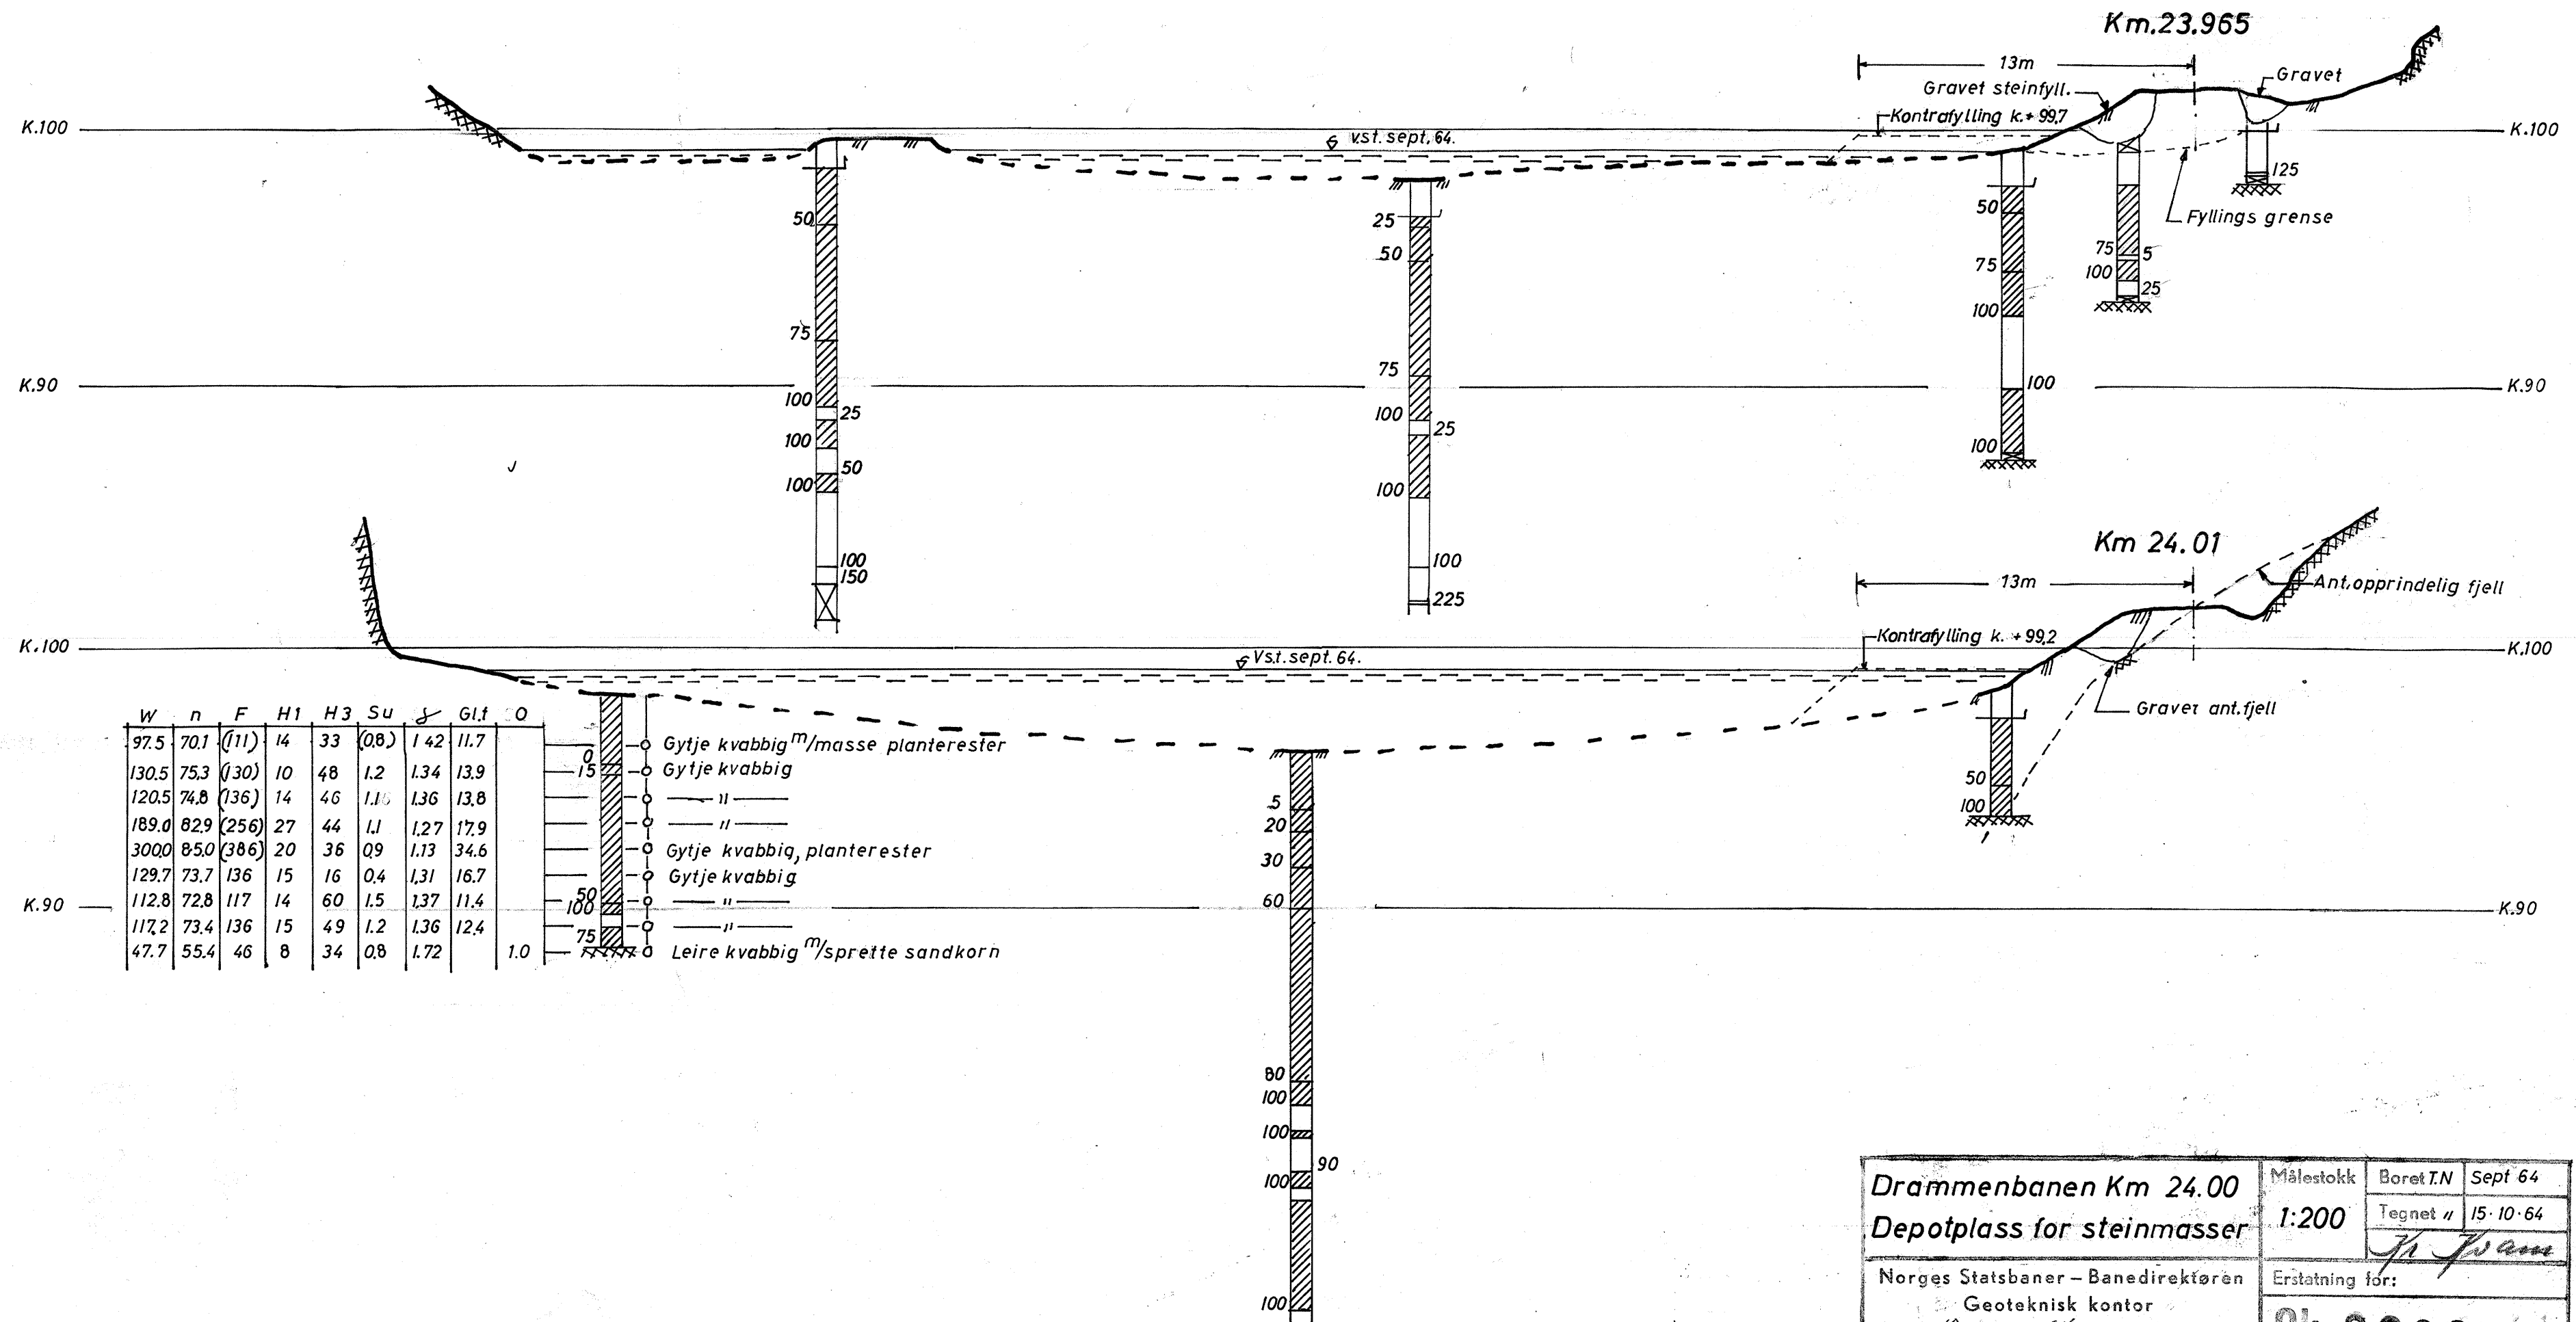 Km. 23.965
13m
Gravet
Gravet steinfyll.
Kontrafylling k.+ 99,7
K.100
v.st. sept. 64.
K.100
125
50
25
50
Fyllings grense
50
75 5
75
100
25
75
100
75
K.90
100
K.90
100 25
100 25
100
100
50
100
100
Km 24.01
100
150
100
225
13m
Ant. opprindelig fjell
Kontrafylling k. +99,2
K.100
Vs.t. sept. 64.
K.100
Gravet ant. fjell
W n F H1 H3 Su γ Gl.t O
97.5 70.1 (111) 14 33 (0.8) 1 42 11.7
0
Gytje kvabbig m/masse planterester
130.5 75.3 (130) 10 48 1.2 1.34 13.9
15
Gytje kvabbig
120.5 74.8 (136) 14 46 1,36 13.8
— " —
189.0 82.9 (256) 27 44 1.1 1,27 17.9
— " —
300.0 85.0 (386) 20 36 0.9 1.13 34.6
Gytje kvabbig, planterester
129.7 73.7 136 15 16 0,4 1,31 16.7
Gytje kvabbig
112.8 72.8 117 14 60 1.5 1,37 11.4
50
— " —
117.2 73.4 136 15 49 1.2 1.36 12.4
100
— " —
47.7 55.4 46 8 34 0.8 1.72 1.0
75
Leire kvabbig m/sprette sandkorn
5
20
30
50
100
K.90
60
K.90
80
100
100
90
100
100
Drammenbanen Km 24.00
Depotplass for steinmasser
Målestokk
1:200
Boret T.N Sept 64
Tegnet " 15·10·64
Norges Statsbaner – Banedirektøren
Geoteknisk kontor
Erstatning for: